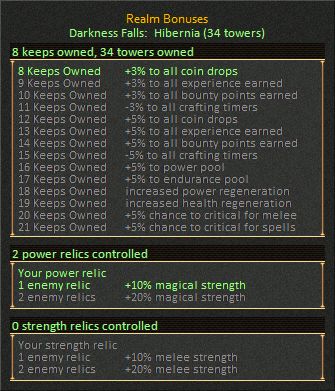 Realm Bonuses
Darkness Falls: Hibernia (34 towers)
8 keeps owned, 34 towers owned
8 Keeps Owned +3% to all coin drops
9 Keeps Owned +3% to all experience earned
10 Keeps Owned +3% to all bounty points earned
11 Keeps Owned -3% to all crafting timers
12 Keeps Owned +5% to all coin drops
13 Keeps Owned +5% to all experience earned
14 Keeps Owned +5% to all bounty points earned
15 Keeps Owned -5% to all crafting timers
16 Keeps Owned +5% to power pool
17 Keeps Owned +5% to endurance pool
18 Keeps Owned increased power regeneration
19 Keeps Owned increased health regeneration
20 Keeps Owned +5% chance to critical for melee
21 Keeps Owned +5% chance to critical for spells
2 power relics controlled
Your power relic
1 enemy relic +10% magical strength
2 enemy relics +20% magical strength
0 strength relics controlled
Your strength relic
1 enemy relic +10% melee strength
2 enemy relics +20% melee strength